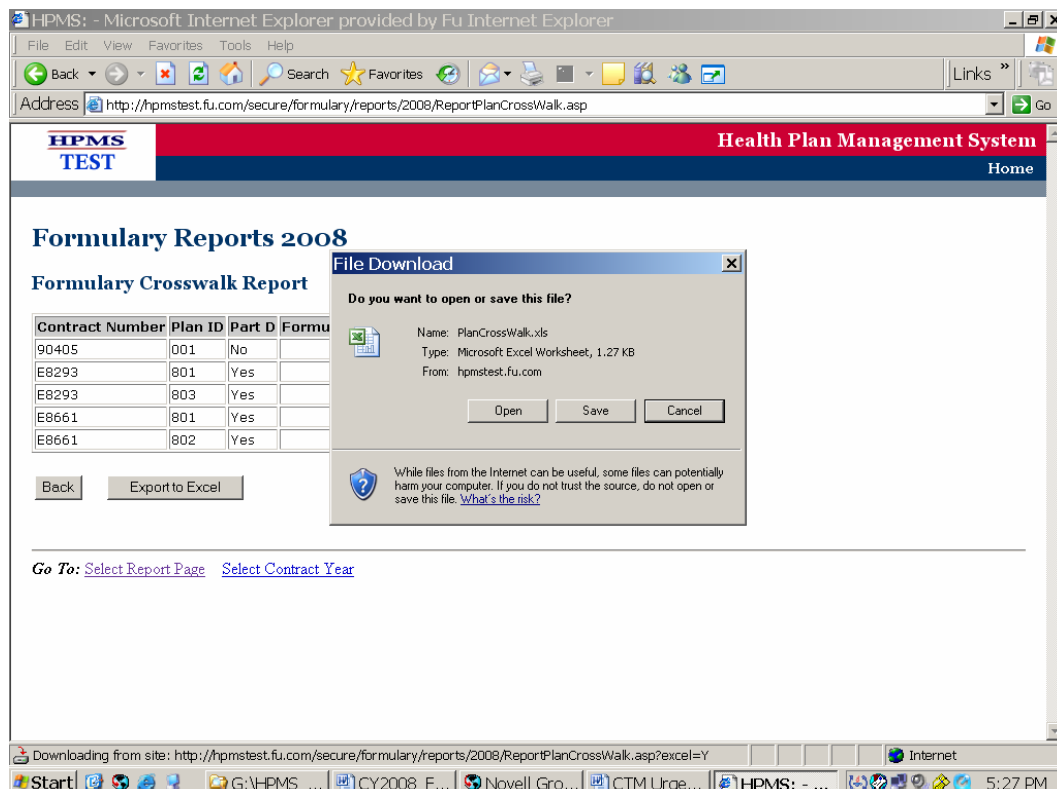 HPMS: - Microsoft Internet Explorer provided by Fu Internet Explorer
File Edit View Favorites Tools Help
Back Search Favorites Links »
Address http://hpmstest.fu.com/secure/formulary/reports/2008/ReportPlanCrossWalk.asp Go
HPMS Health Plan Management System
TEST Home
Formulary Reports 2008
Formulary Crosswalk Report
Contract Number Plan ID Part D Formu
90405 001 No
E8293 801 Yes
E8293 803 Yes
E8661 801 Yes
E8661 802 Yes
Back Export to Excel
File Download
Do you want to open or save this file?
Name: PlanCrossWalk.xls
Type: Microsoft Excel Worksheet, 1.27 KB
From: hpmstest.fu.com
Open Save Cancel
While files from the Internet can be useful, some files can potentially
harm your computer. If you do not trust the source, do not open or
save this file. What's the risk?
Go To: Select Report Page Select Contract Year
Downloading from site: http://hpmstest.fu.com/secure/formulary/reports/2008/ReportPlanCrossWalk.asp?excel=Y Internet
Start G:\HPMS ... CY2008_F... Novell Gro... CTM Urge... HPMS: - ... 5:27 PM